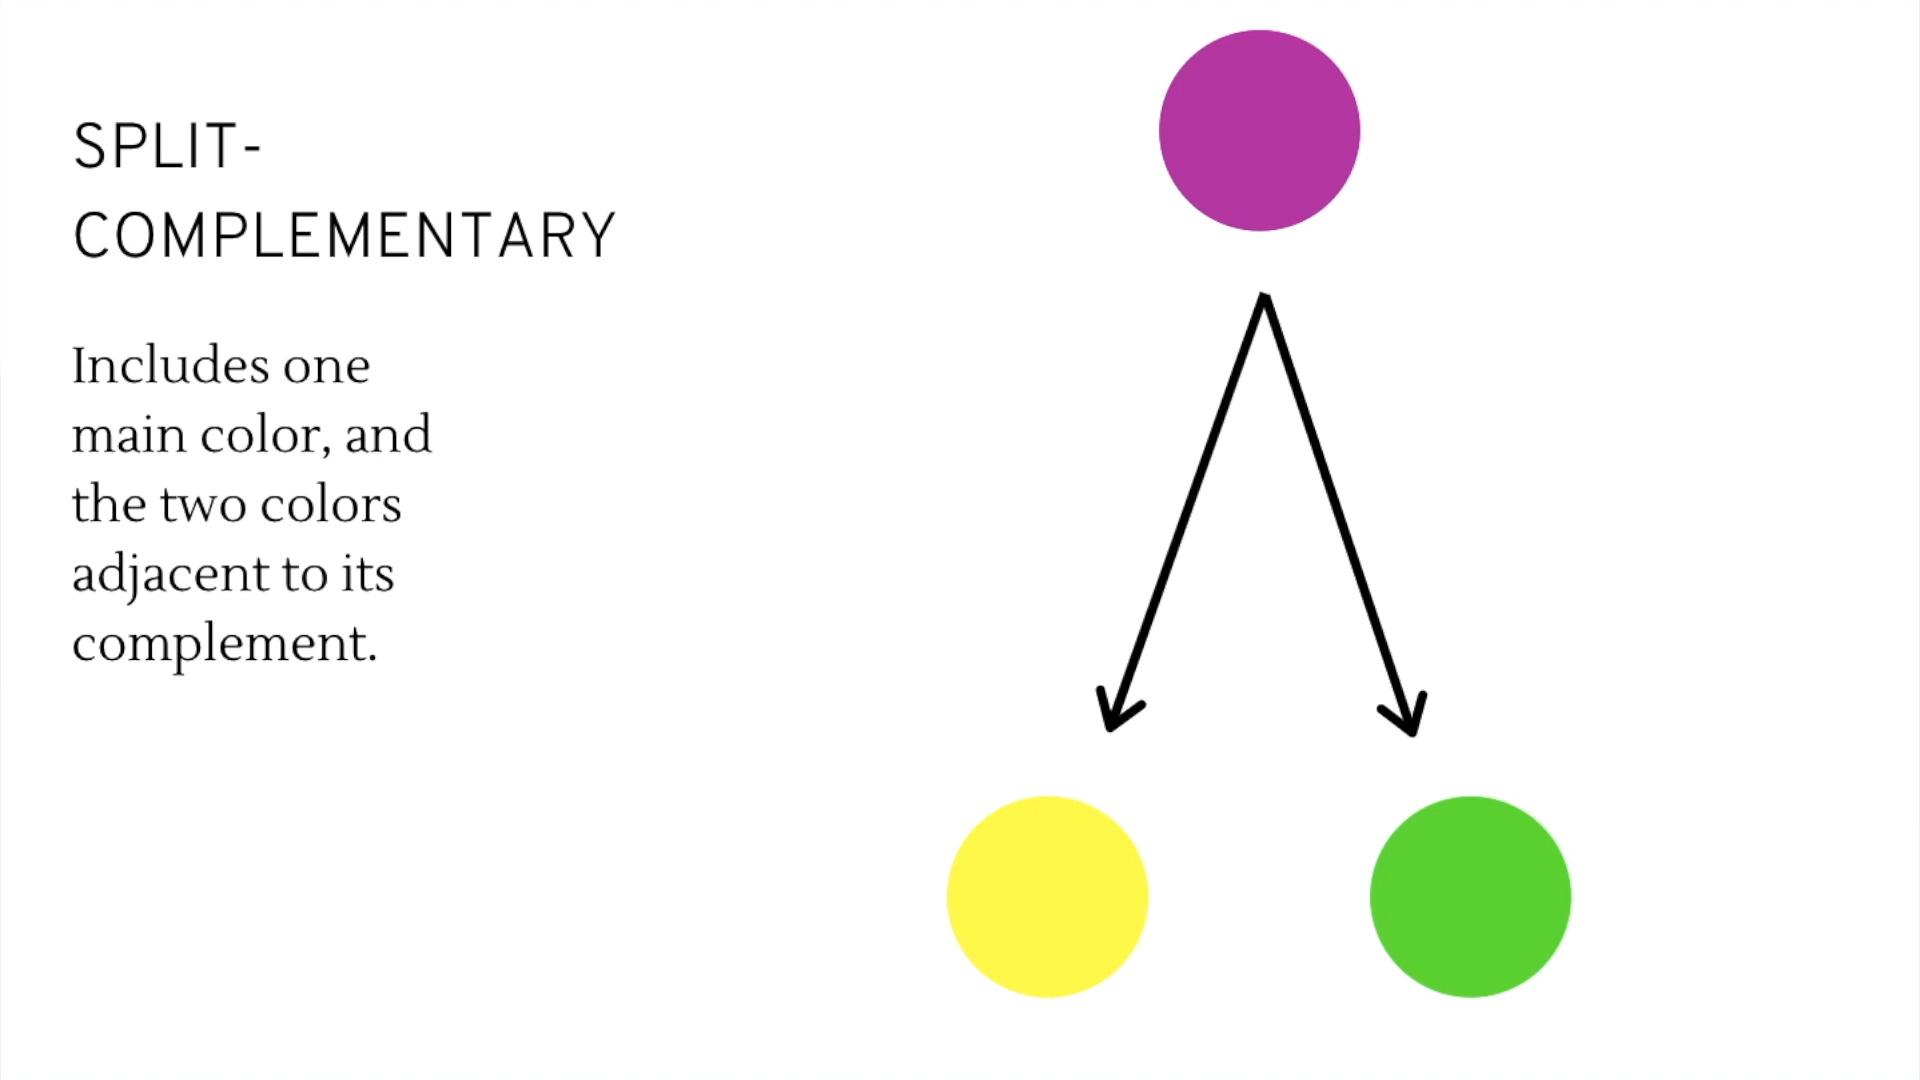 SPLIT-
COMPLEMENTARY
Includes one
main color, and
the two colors
adjacent to its
complement.